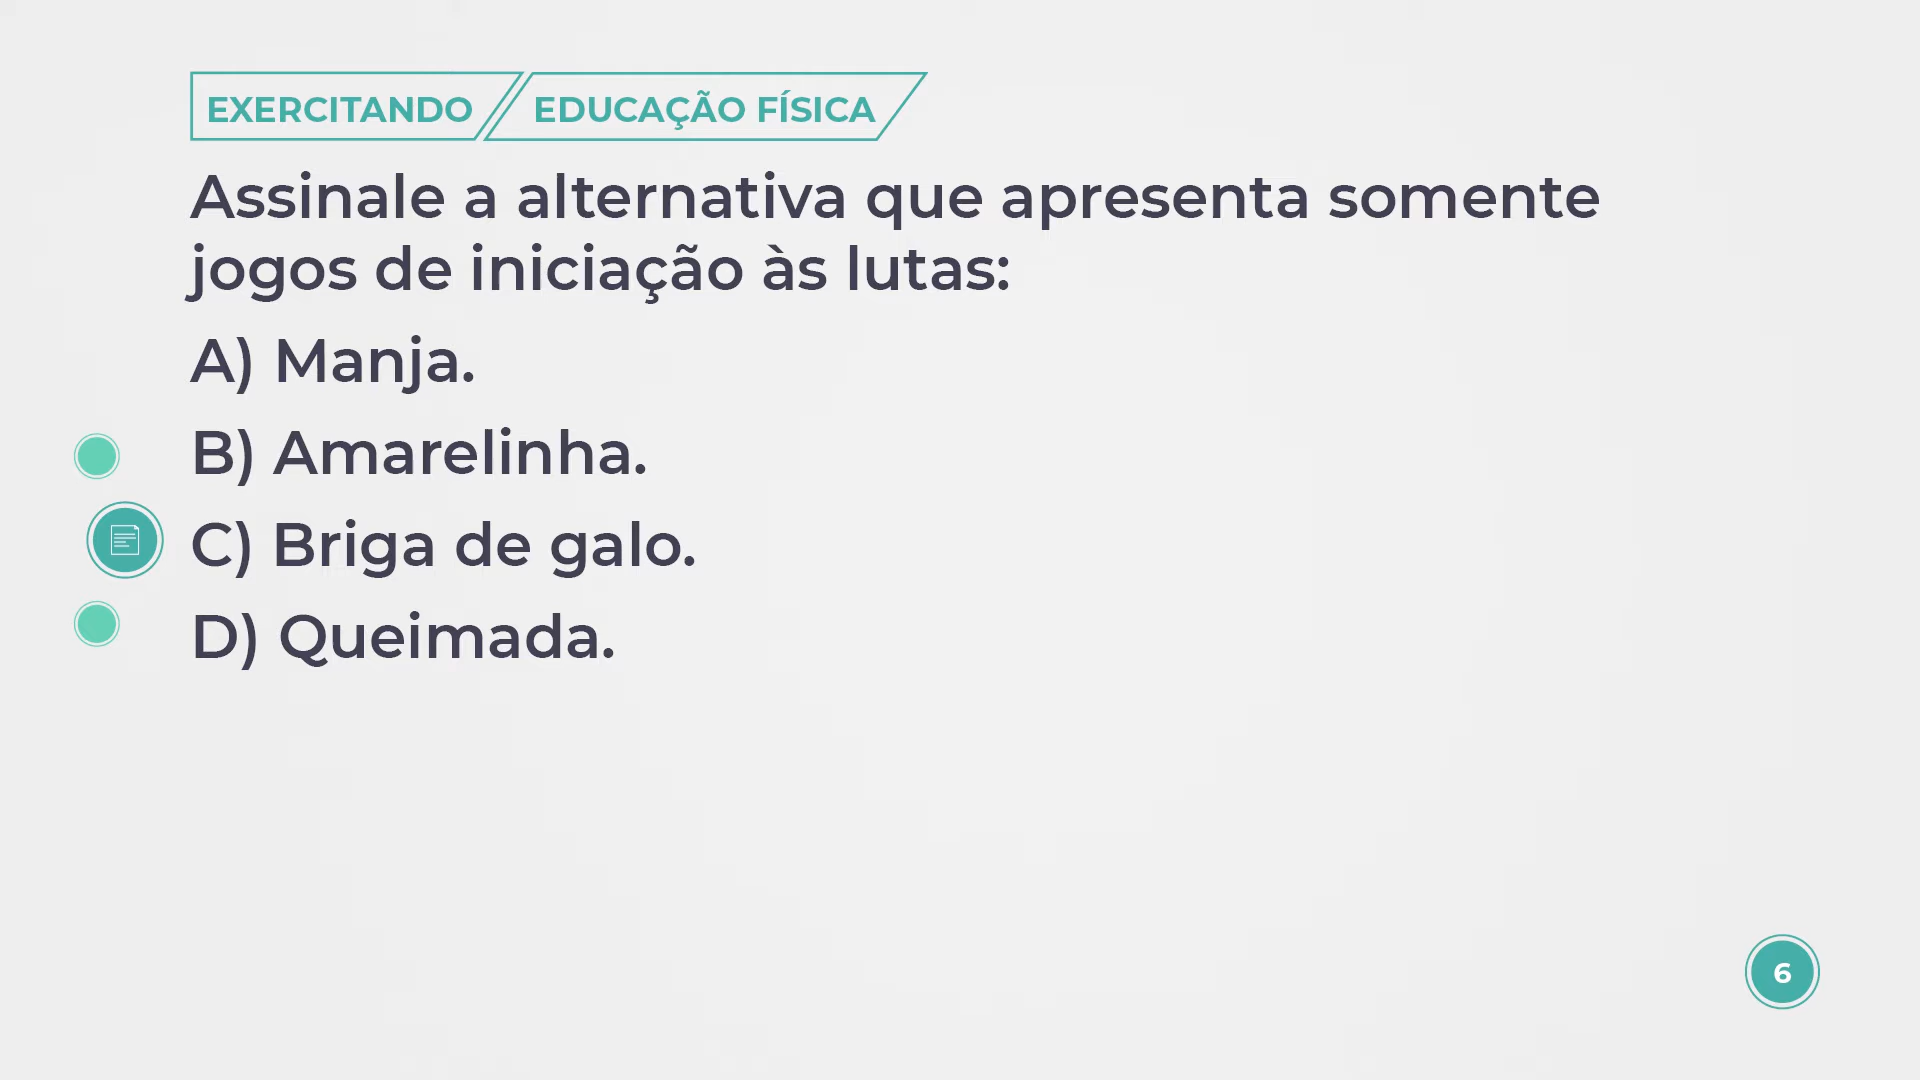 EXERCITANDO EDUCAÇÃO FÍSICA
Assinale a alternativa que apresenta somente
jogos de iniciação às lutas:
A) Manja.
B) Amarelinha.
C) Briga de galo.
D) Queimada.
6